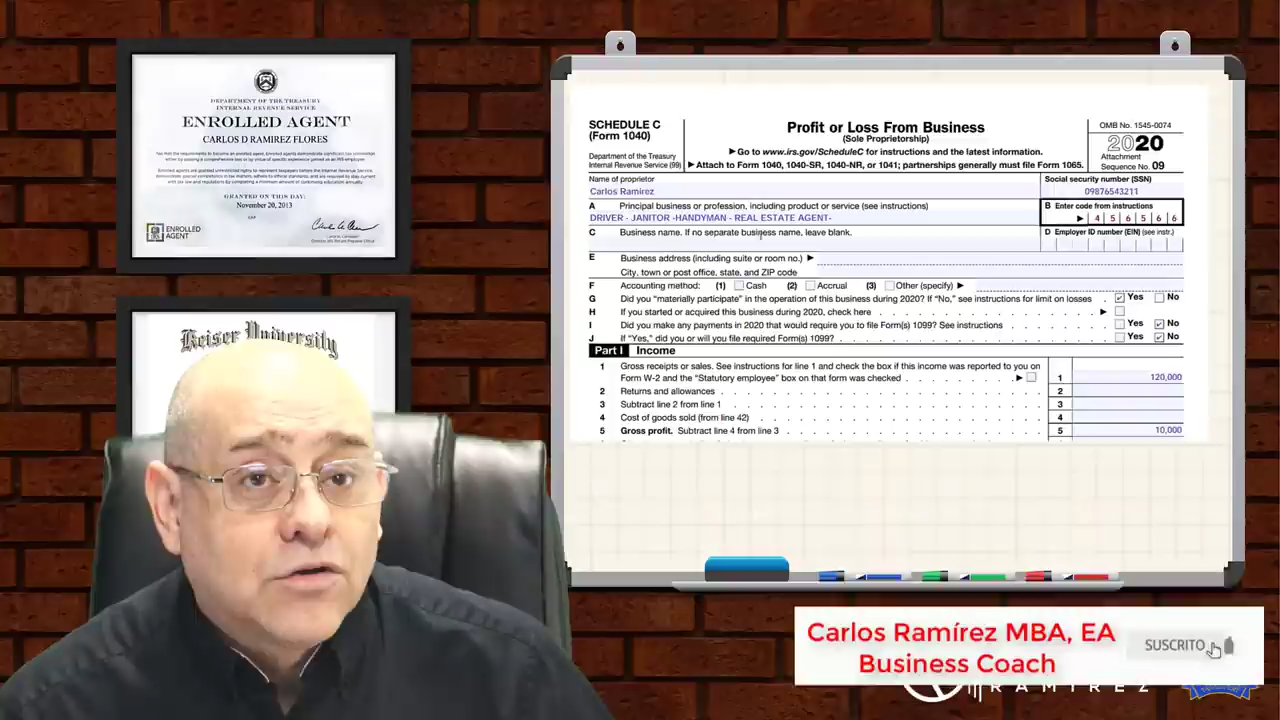 DEPARTMENT OF THE TREASURY
INTERNAL REVENUE SERVICE
ENROLLED AGENT
CARLOS D RAMIREZ FLORES
GRANTED ON THIS DAY:
November 20, 2013
ENROLLED
AGENT
Keiser University
SCHEDULE C
(Form 1040)
Department of the Treasury
Internal Revenue Service (99)
Profit or Loss From Business
(Sole Proprietorship)
▶ Go to www.irs.gov/ScheduleC for instructions and the latest information.
▶ Attach to Form 1040, 1040-SR, 1040-NR, or 1041; partnerships generally must file Form 1065.
OMB No. 1545-0074
2020
Attachment
Sequence No. 09
Name of proprietor
Carlos Ramirez
Social security number (SSN)
09876543211
A Principal business or profession, including product or service (see instructions)
DRIVER - JANITOR -HANDYMAN - REAL ESTATE AGENT-
B Enter code from instructions
▶ 4 5 6 5 6 6
C Business name. If no separate business name, leave blank.
D Employer ID number (EIN) (see instr.)
E Business address (including suite or room no.) ▶
City, town or post office, state, and ZIP code
F Accounting method: (1) Cash (2) Accrual (3) Other (specify) ▶
G Did you “materially participate” in the operation of this business during 2020? If “No,” see instructions for limit on losses . Yes No
H If you started or acquired this business during 2020, check here . . . . . . . . . . ▶
I Did you make any payments in 2020 that would require you to file Form(s) 1099? See instructions . . . . . . . . Yes No
J If “Yes,” did you or will you file required Form(s) 1099? . . . . . . . . . . Yes No
Part I Income
1 Gross receipts or sales. See instructions for line 1 and check the box if this income was reported to you on
Form W-2 and the “Statutory employee” box on that form was checked . . . . . . ▶ 1 120,000
2 Returns and allowances . . . . . . . . . . 2
3 Subtract line 2 from line 1 . . . . . . . . . . 3
4 Cost of goods sold (from line 42) . . . . . . . . . . 4
5 Gross profit. Subtract line 4 from line 3 . . . . . . . . . . 5 10,000
Carlos Ramírez MBA, EA
Business Coach
SUSCRITO
RAMIREZ